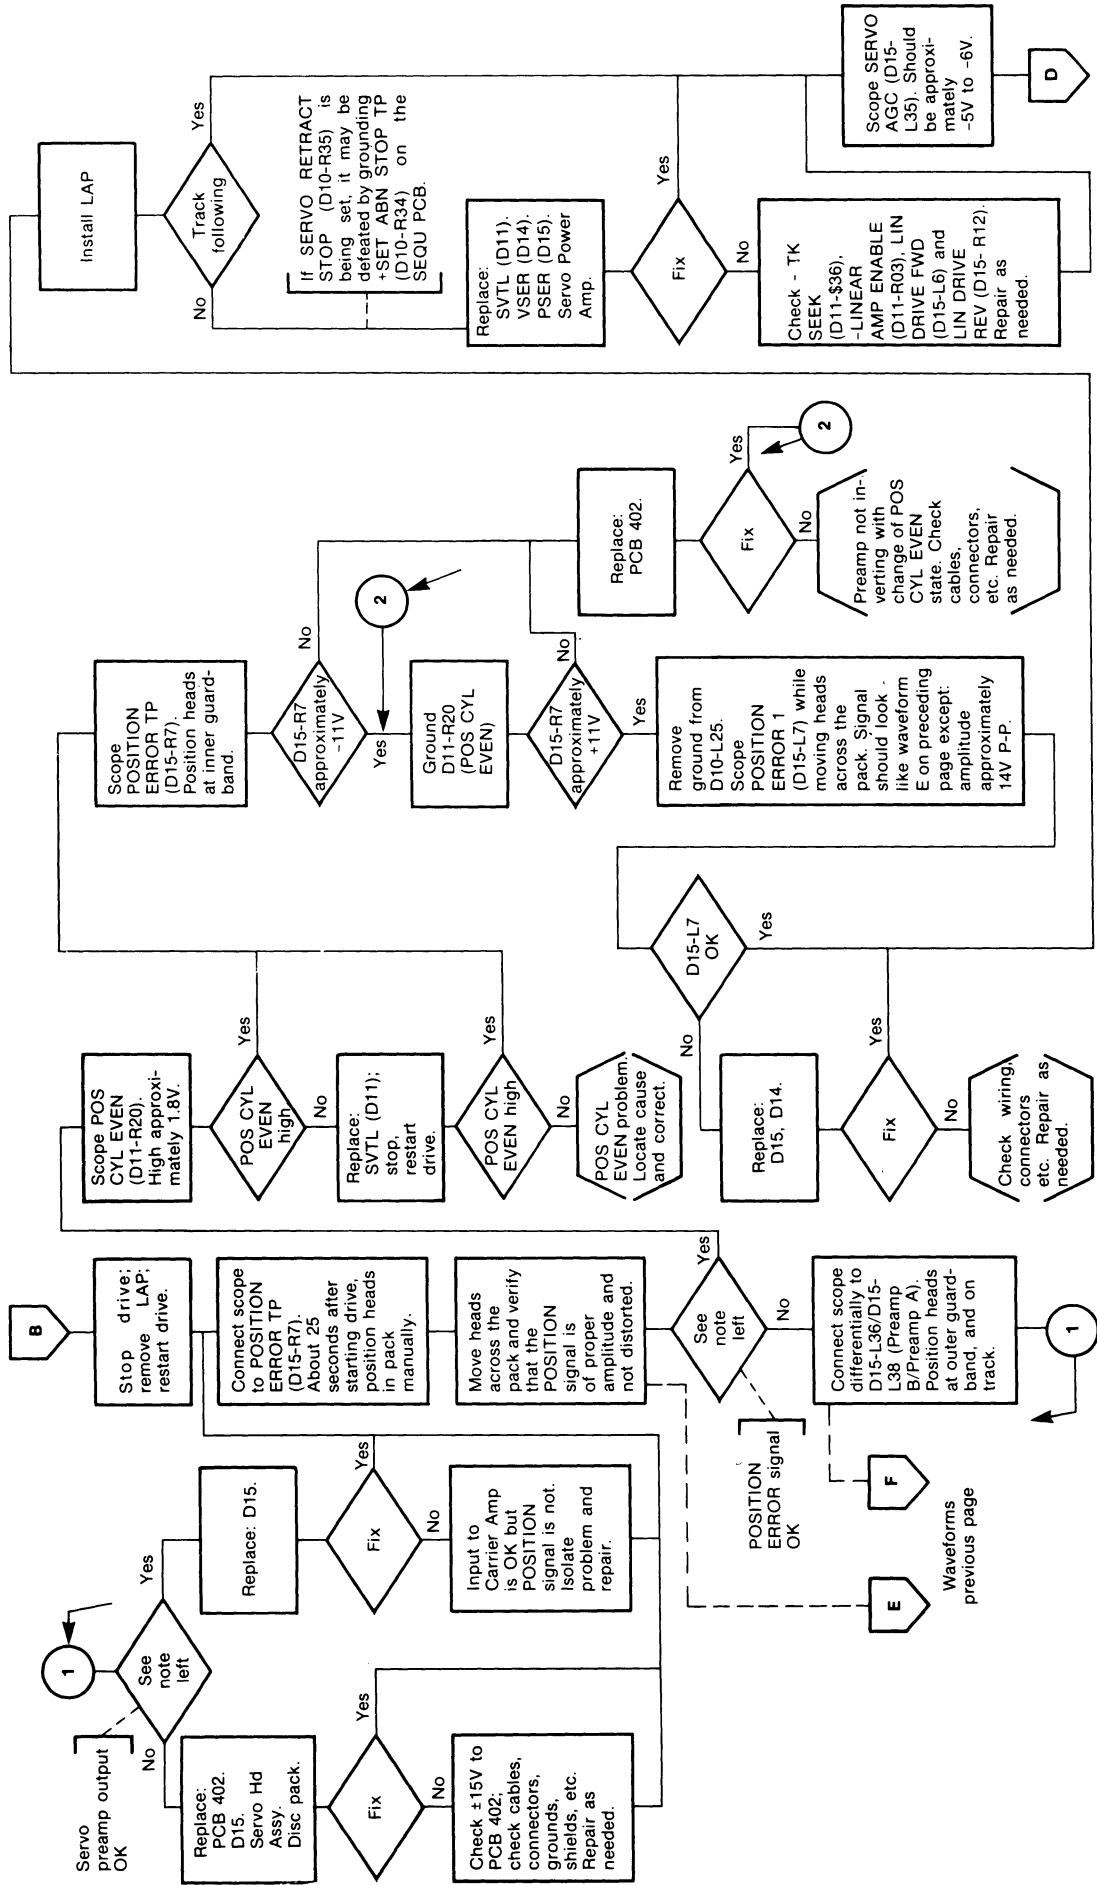 Servo
preamp output
OK
1
See
note
left
No
Yes
Replace:
PCB 402.
D15.
Servo Hd
Assy.
Disc pack.
Fix
Yes
No
Check ±15V to
PCB 402;
check cables,
connectors,
grounds,
shields, etc.
Repair as
needed.
Replace: D15.
Fix
Yes
No
Input to
Carrier Amp
is OK but
POSITION
signal is not.
Isolate
problem and
repair.
B
Stop drive;
remove LAP;
restart drive.
Connect scope
to POSITION
ERROR TP
(D15-R7).
About 25
seconds after
starting drive,
position heads
in pack
manually.
Move heads
across the
pack and verify
that the
POSITION
signal is
of proper
amplitude and
not distorted.
See
note
left
Yes
No
POSITION
ERROR signal
OK
Connect scope
differentially to
D15-L36/D15-
L38 (Preamp
B/Preamp A).
Position heads
at outer guard-
band, and on
track.
1
E
F
Waveforms
previous page
Scope POS
CYL EVEN
(D11-R20).
High approxi-
mately 1.8V.
POS CYL
EVEN
high
Yes
No
Replace:
SVTL (D11);
stop,
restart
drive.
POS CYL
EVEN high
Yes
No
POS CYL
EVEN problem.
Locate cause
and correct.
Scope
POSITION
ERROR TP
(D15-R7).
Position heads
at inner guard-
band.
D15-R7
approximately
-11V
No
Yes
2
Ground
D11-R20
(POS CYL
EVEN)
D15-R7
approximately
+11V
No
Yes
Remove
ground from
D10-L25.
Scope
POSITION
ERROR 1
(D15-L7) while
moving heads
across the
pack. Signal
should look -
like waveform
E on preceding
page except:
amplitude
approximately
14V P-P.
Replace:
PCB 402.
Fix
Yes
2
No
Preamp not in-
verting with
change of POS
CYL EVEN
state. Check
cables,
connectors,
etc. Repair
as needed.
D15-L7
OK
No
Yes
Replace:
D15, D14.
Fix
Yes
No
Check wiring,
connectors
etc. Repair as
needed.
Install LAP
Track
following
No
Yes
If SERVO RETRACT
STOP (D10-R35) is
being set, it may be
defeated by grounding
+SET ABN STOP TP
(D10-R34) on the
SEQU PCB.
Replace:
SVTL (D11).
VSER (D14).
PSER (D15).
Servo Power
Amp.
Fix
Yes
No
Check - TK
SEEK
(D11-$36),
-LINEAR
AMP ENABLE
(D11-R03), LIN
DRIVE FWD
(D15-L6) and
LIN DRIVE
REV (D15- R12).
Repair as
needed.
Scope SERVO
AGC (D15-
L35). Should
be approxi-
mately
-5V to -6V.
D